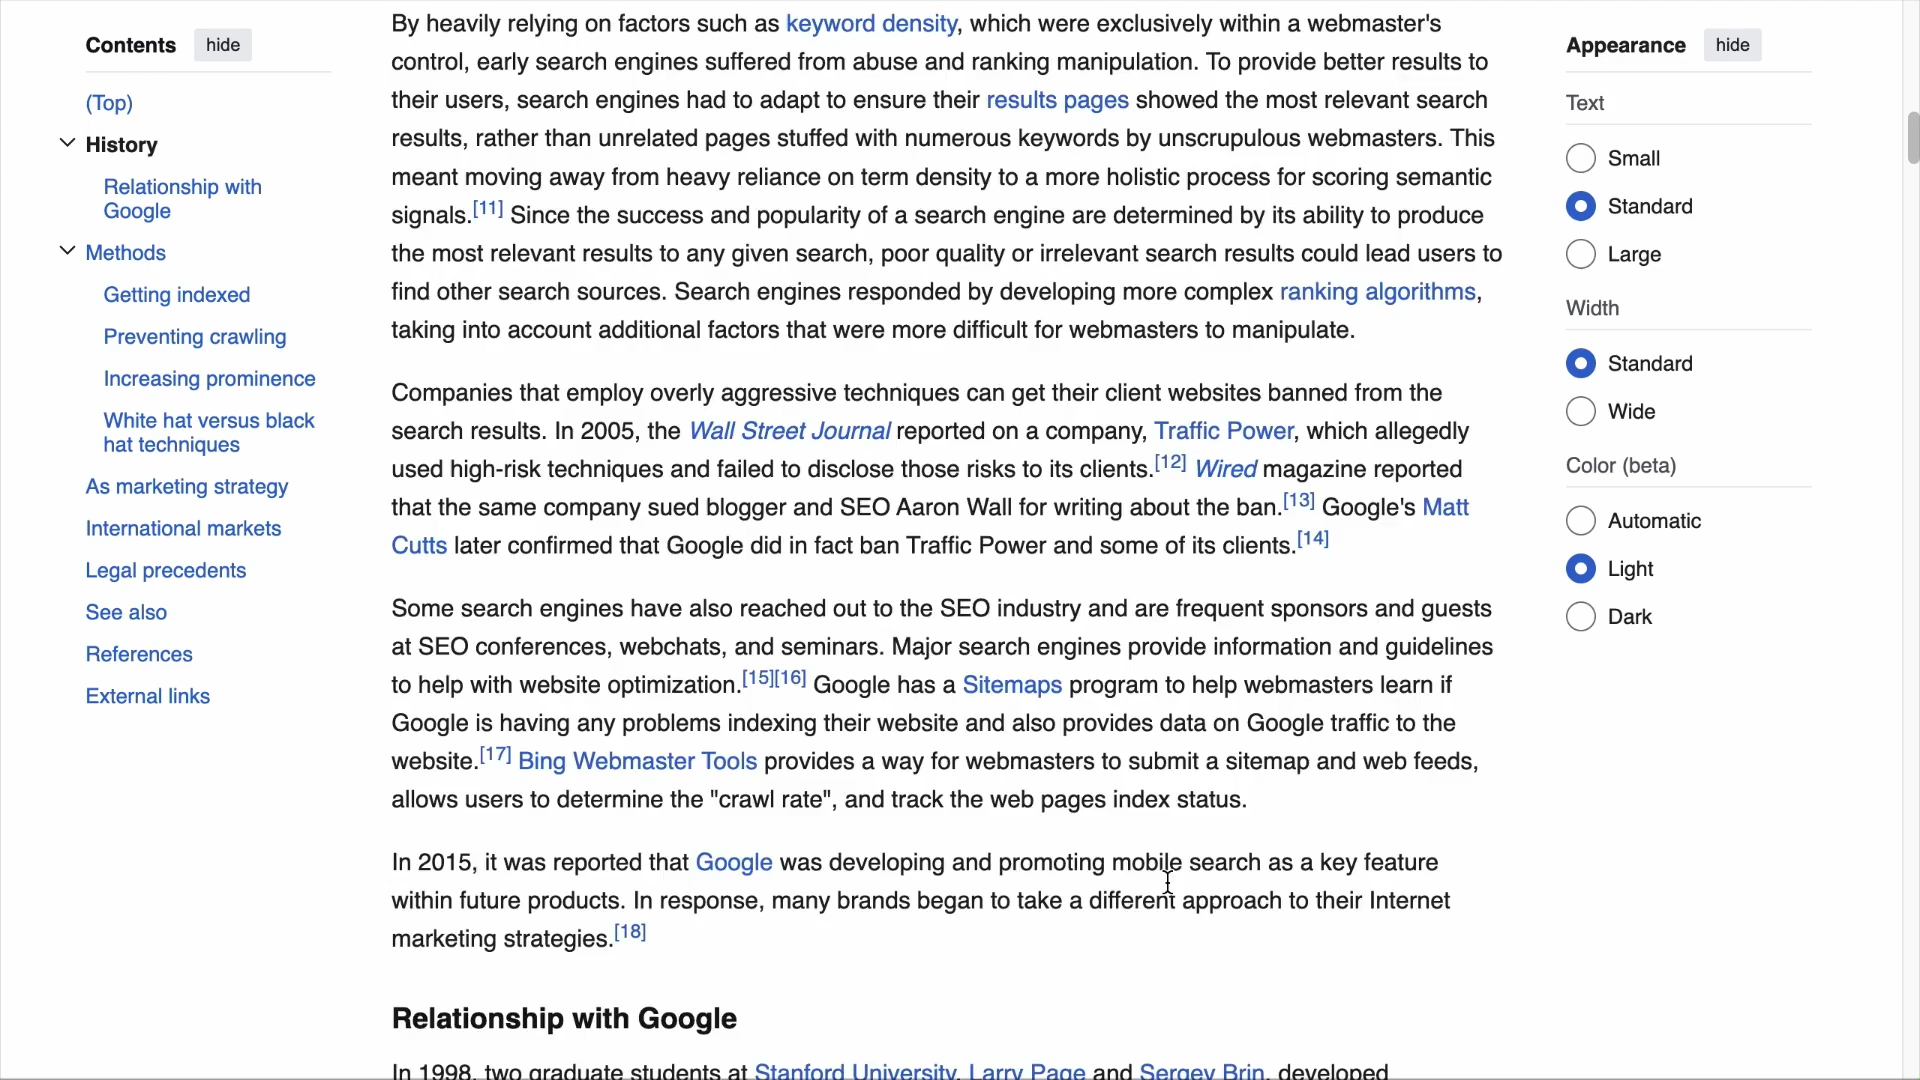 Contents hide
(Top)
History
Relationship with
Google
Methods
Getting indexed
Preventing crawling
Increasing prominence
White hat versus black
hat techniques
As marketing strategy
International markets
Legal precedents
See also
References
External links
By heavily relying on factors such as keyword density, which were exclusively within a webmaster's
control, early search engines suffered from abuse and ranking manipulation. To provide better results to
their users, search engines had to adapt to ensure their results pages showed the most relevant search
results, rather than unrelated pages stuffed with numerous keywords by unscrupulous webmasters. This
meant moving away from heavy reliance on term density to a more holistic process for scoring semantic
signals.[11] Since the success and popularity of a search engine are determined by its ability to produce
the most relevant results to any given search, poor quality or irrelevant search results could lead users to
find other search sources. Search engines responded by developing more complex ranking algorithms,
taking into account additional factors that were more difficult for webmasters to manipulate.
Companies that employ overly aggressive techniques can get their client websites banned from the
search results. In 2005, the Wall Street Journal reported on a company, Traffic Power, which allegedly
used high-risk techniques and failed to disclose those risks to its clients.[12] Wired magazine reported
that the same company sued blogger and SEO Aaron Wall for writing about the ban.[13] Google's Matt
Cutts later confirmed that Google did in fact ban Traffic Power and some of its clients.[14]
Some search engines have also reached out to the SEO industry and are frequent sponsors and guests
at SEO conferences, webchats, and seminars. Major search engines provide information and guidelines
to help with website optimization.[15][16] Google has a Sitemaps program to help webmasters learn if
Google is having any problems indexing their website and also provides data on Google traffic to the
website.[17] Bing Webmaster Tools provides a way for webmasters to submit a sitemap and web feeds,
allows users to determine the "crawl rate", and track the web pages index status.
In 2015, it was reported that Google was developing and promoting mobile search as a key feature
within future products. In response, many brands began to take a different approach to their Internet
marketing strategies.[18]
Relationship with Google
In 1998, two graduate students at Stanford University, Larry Page and Sergey Brin, developed
Appearance hide
Text
Small
Standard
Large
Width
Standard
Wide
Color (beta)
Automatic
Light
Dark